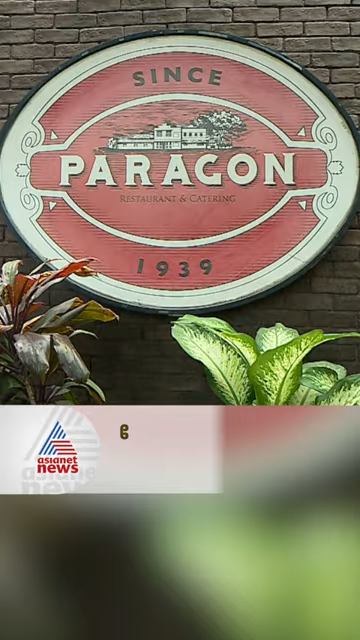 SINCE
PARAGON
RESTAURANT & CATERING
1939
asianet
news